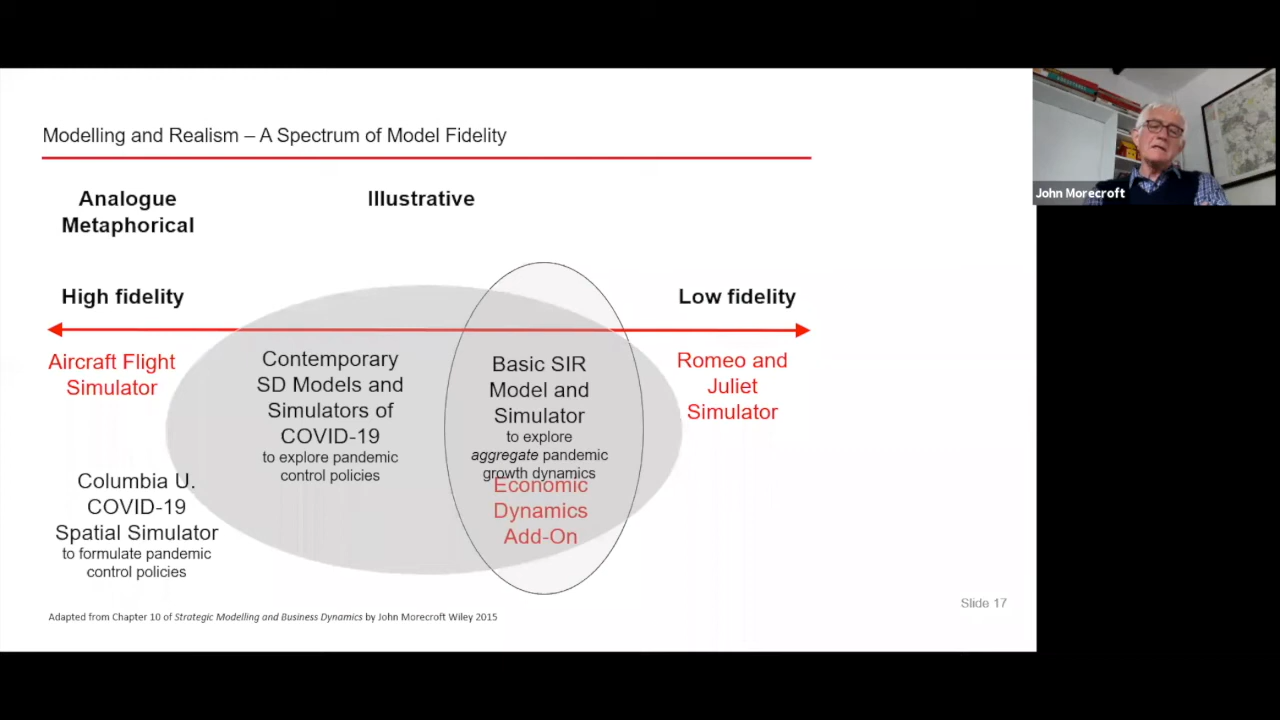 Modelling and Realism – A Spectrum of Model Fidelity
Analogue
Metaphorical
Illustrative
High fidelity
Low fidelity
Aircraft Flight
Simulator
Columbia U.
COVID-19
Spatial Simulator
to formulate pandemic
control policies
Contemporary
SD Models and
Simulators of
COVID-19
to explore pandemic
control policies
Basic SIR
Model and
Simulator
to explore
aggregate pandemic
growth dynamics
Economic
Dynamics
Add-On
Romeo and
Juliet
Simulator
Adapted from Chapter 10 of Strategic Modelling and Business Dynamics by John Morecroft Wiley 2015
Slide 17
John Morecroft